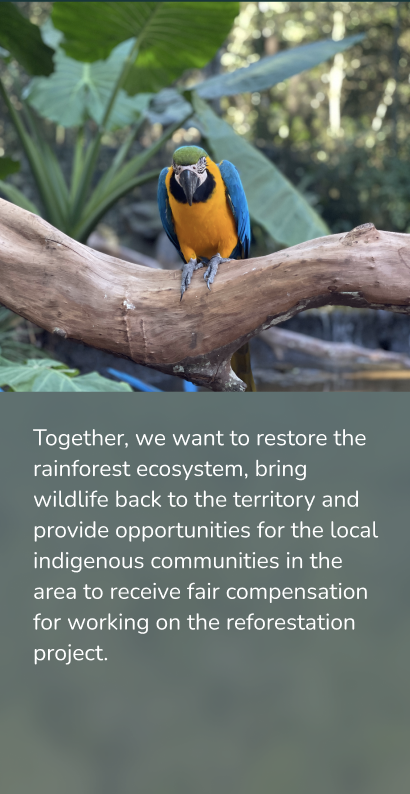 Together, we want to restore the
rainforest ecosystem, bring
wildlife back to the territory and
provide opportunities for the local
indigenous communities in the
area to receive fair compensation
for working on the reforestation
project.